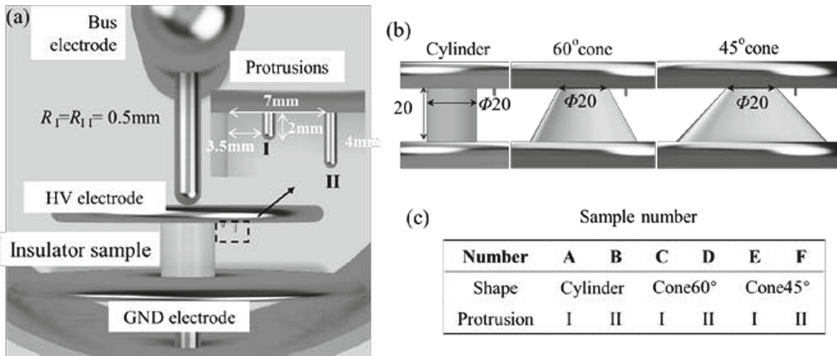 (a)
Bus
electrode
Protrusions
R_I=R_II=0.5mm
7mm
3.5mm
2mm
4mm
I
II
HV electrode
Insulator sample
GND electrode
(b)
Cylinder
60°cone
45°cone
20
Φ20
Φ20
Φ20
(c)
Sample number
Number A B C D E F
Shape Cylinder Cone60° Cone45°
Protrusion I II I II I II